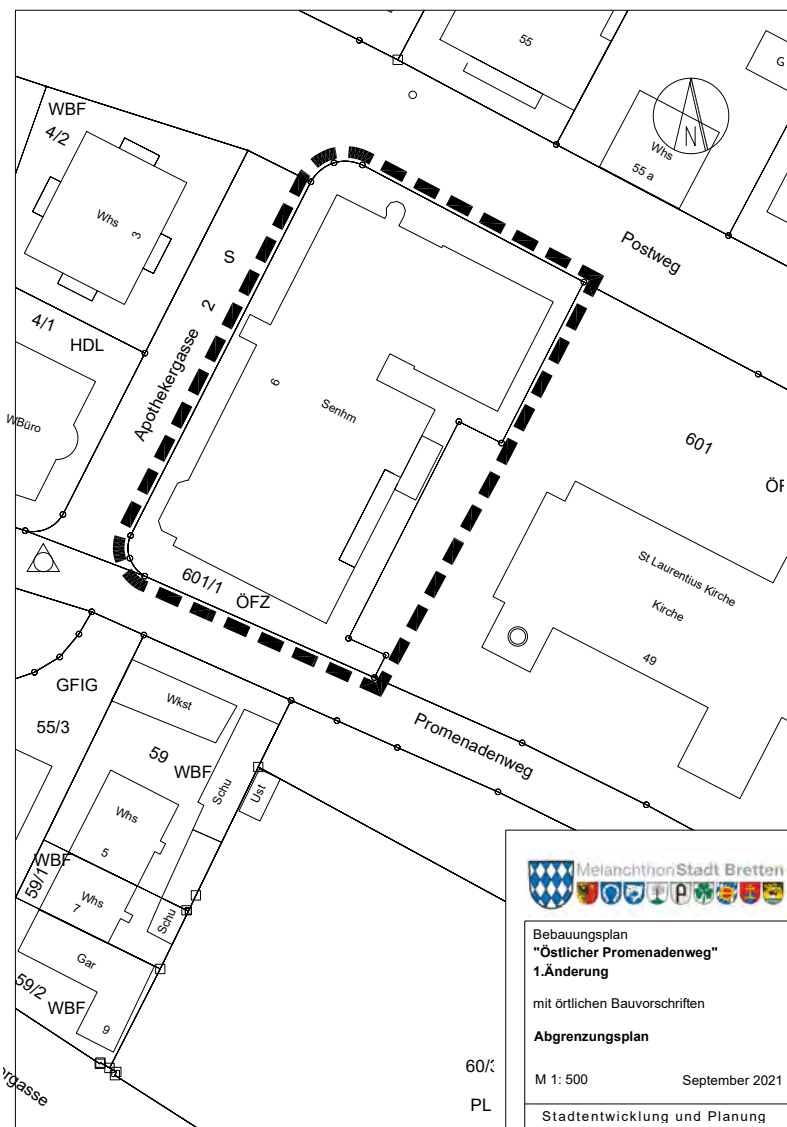 55
G
WBF
4/2
Whs
3
N
Whs
55 a
Postweg
S
2
4/1
HDL
Apothekergasse
WBüro
6
Senhm
601
ÖF
St Laurentius Kirche
Kirche
49
601/1
ÖFZ
GFIG
55/3
Wkst
59
WBF
Promenadenweg
Schu
Ust
Whs
5
WBF
59/1
Whs
7
Schu
Gar
59/2
WBF
9
ergasse
60/3
PL
MelanchthonStadt Bretten
Bebauungsplan
"Östlicher Promenadenweg"
1.Änderung
mit örtlichen Bauvorschriften
Abgrenzungsplan
M 1: 500 September 2021
Stadtentwicklung und Planung